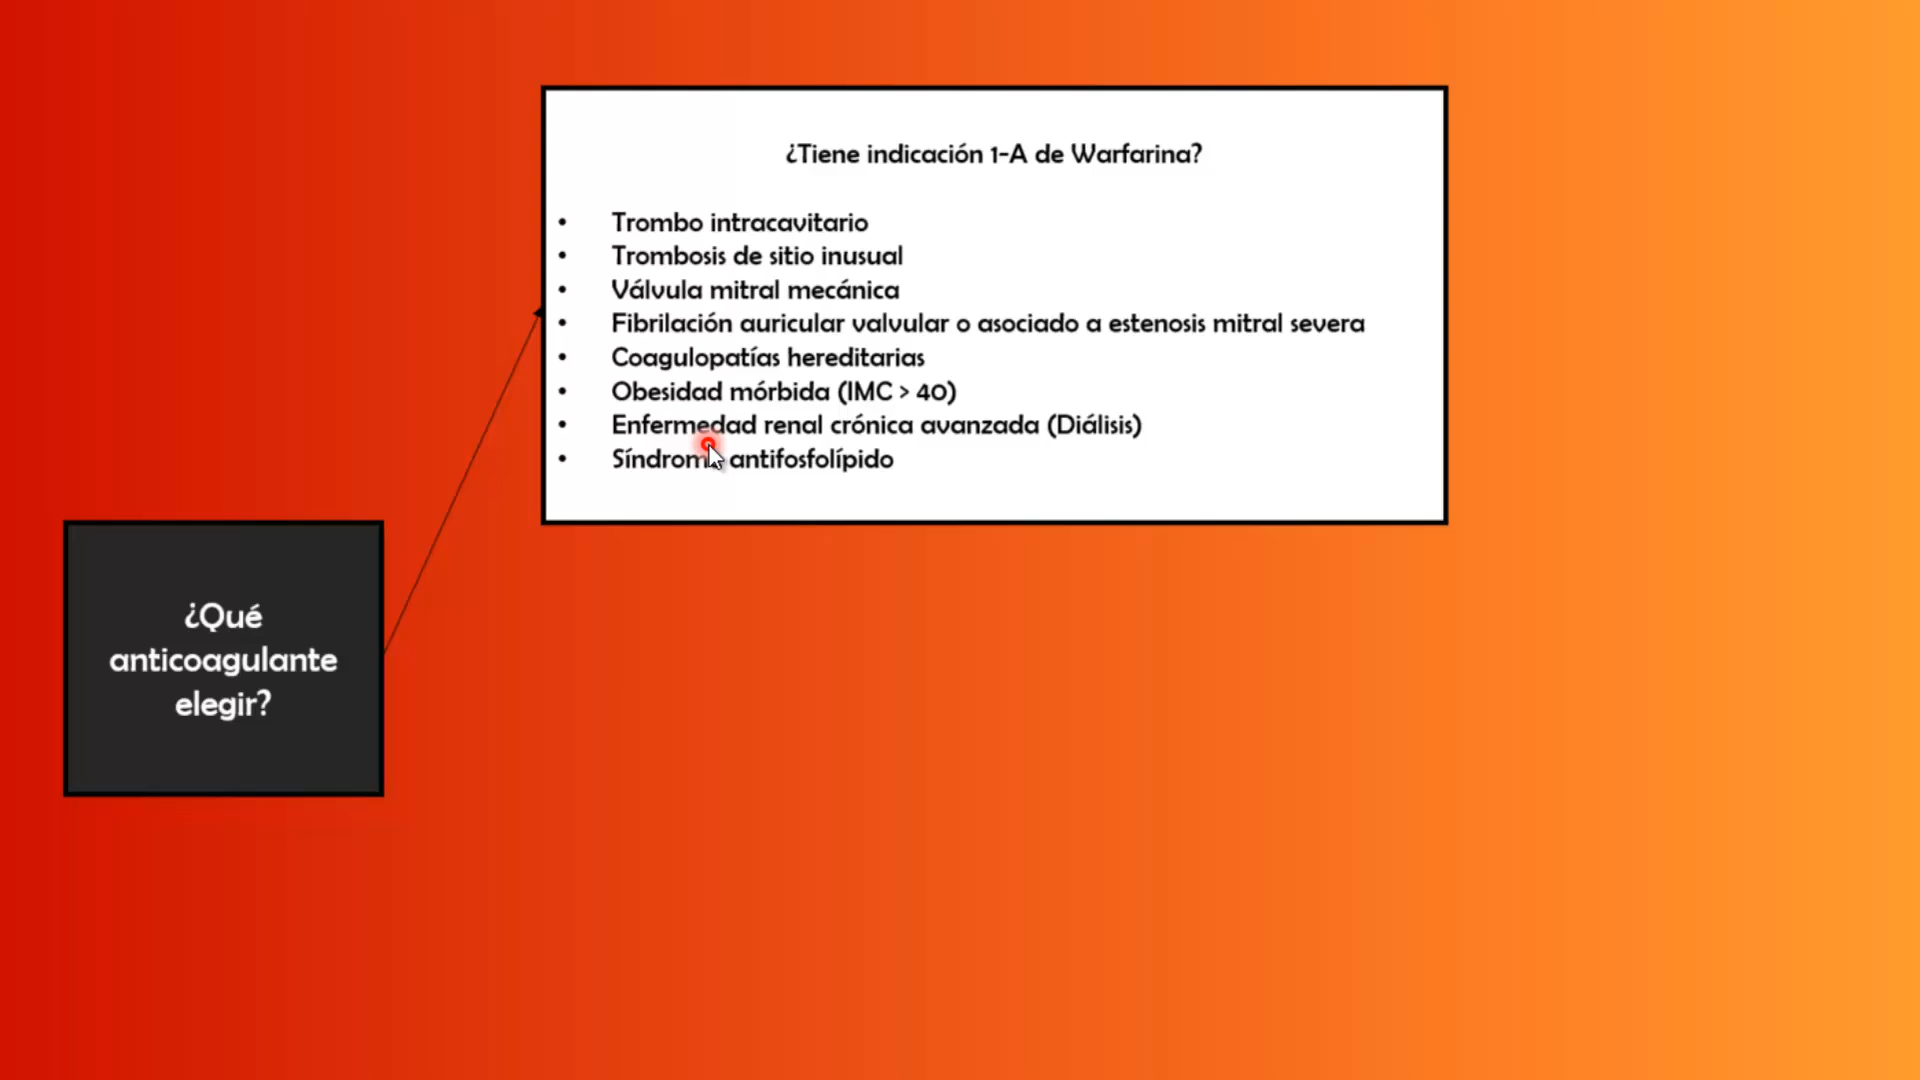 ¿Tiene indicación 1-A de Warfarina?
• Trombo intracavitario
• Trombosis de sitio inusual
• Válvula mitral mecánica
• Fibrilación auricular valvular o asociado a estenosis mitral severa
• Coagulopatías hereditarias
• Obesidad mórbida (IMC > 40)
• Enfermedad renal crónica avanzada (Diálisis)
• Síndrome antifosfolípido
¿Qué
anticoagulante
elegir?